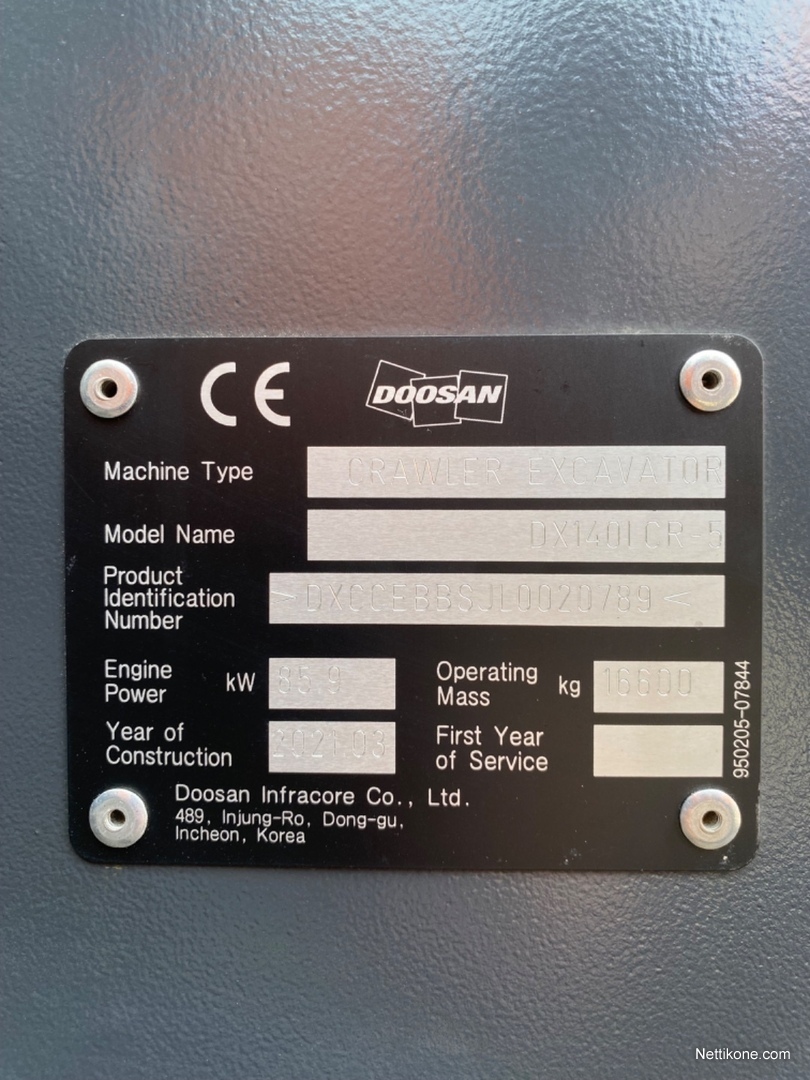 CE
DOOSAN
Machine Type CRAWLER EXCAVATOR
Model Name DX140LCR-5
Product
Identification
Number >DXCCEBBSJL0020789<
Engine
Power kW 85.9
Operating
Mass kg 16600
Year of
Construction 2021.03
First Year
of Service
950205-07844
Doosan Infracore Co., Ltd.
489, Injung-Ro, Dong-gu,
Incheon, Korea
Nettikone.com